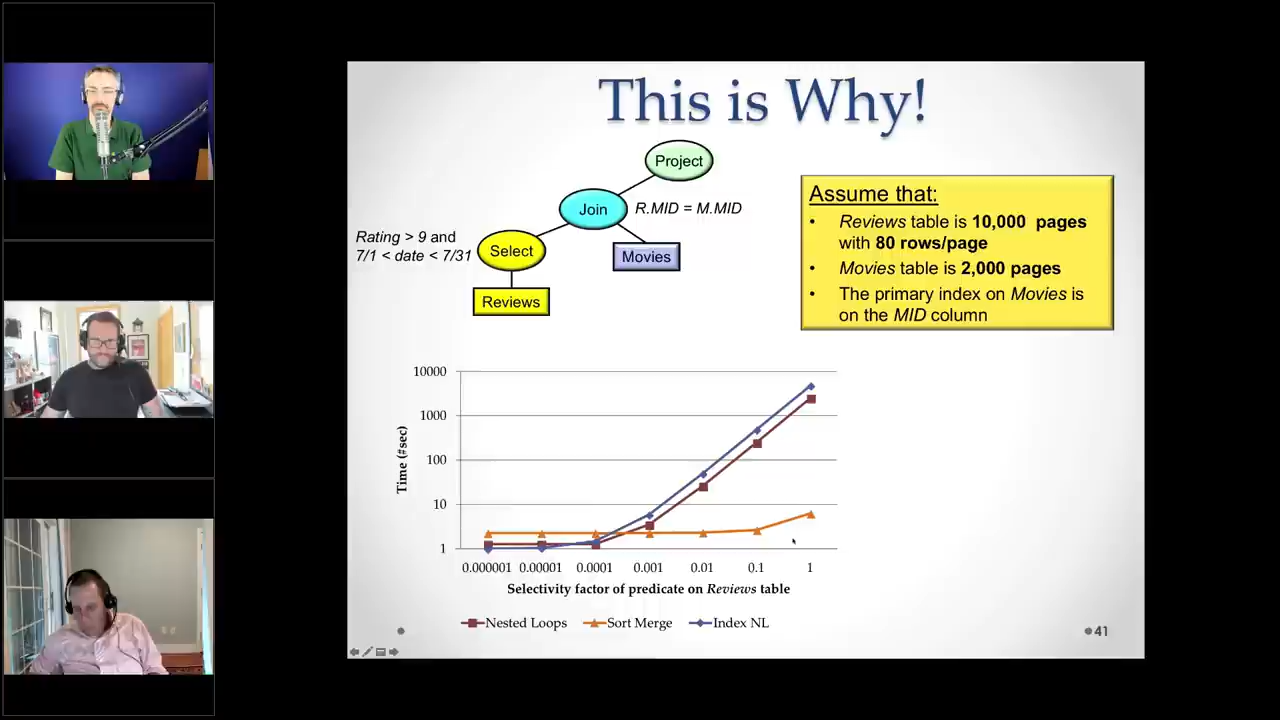 This is Why!
Project
Join
R.MID = M.MID
Rating > 9 and
7/1 < date < 7/31
Select
Movies
Reviews
Assume that:
• Reviews table is 10,000 pages
with 80 rows/page
• Movies table is 2,000 pages
• The primary index on Movies is
on the MID column
10000
1000
100
10
1
Time (#sec)
0.000001 0.00001 0.0001 0.001 0.01 0.1 1
Selectivity factor of predicate on Reviews table
Nested Loops Sort Merge Index NL
41